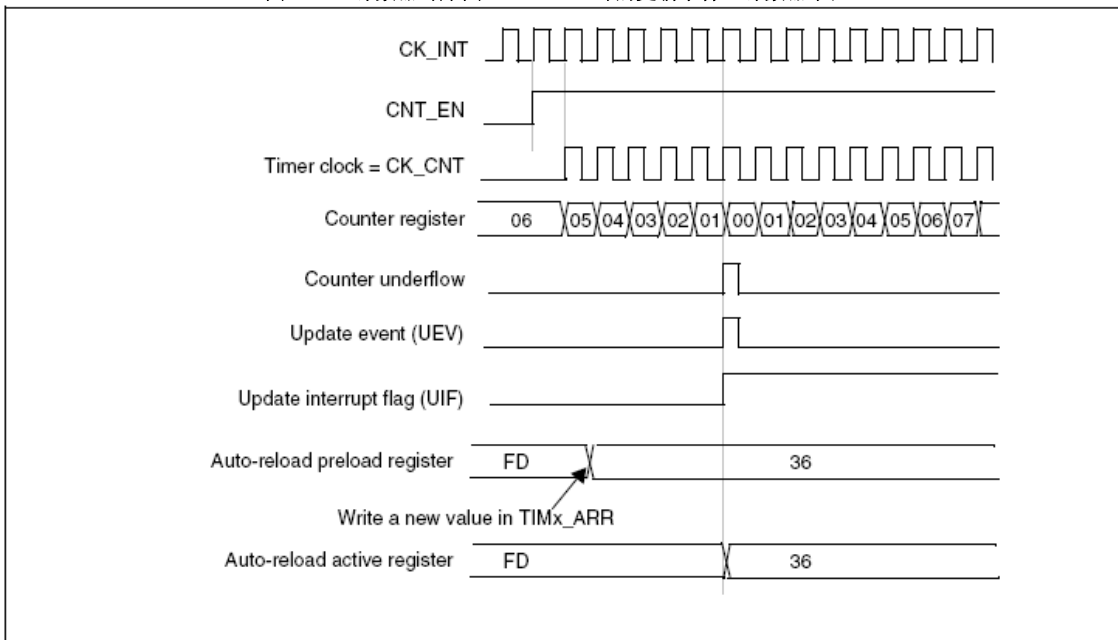 CK_INT
CNT_EN
Timer clock = CK_CNT
Counter register 06 05 04 03 02 01 00 01 02 03 04 05 06 07
Counter underflow
Update event (UEV)
Update interrupt flag (UIF)
Auto-reload preload register FD 36
Write a new value in TIMx_ARR
Auto-reload active register FD 36